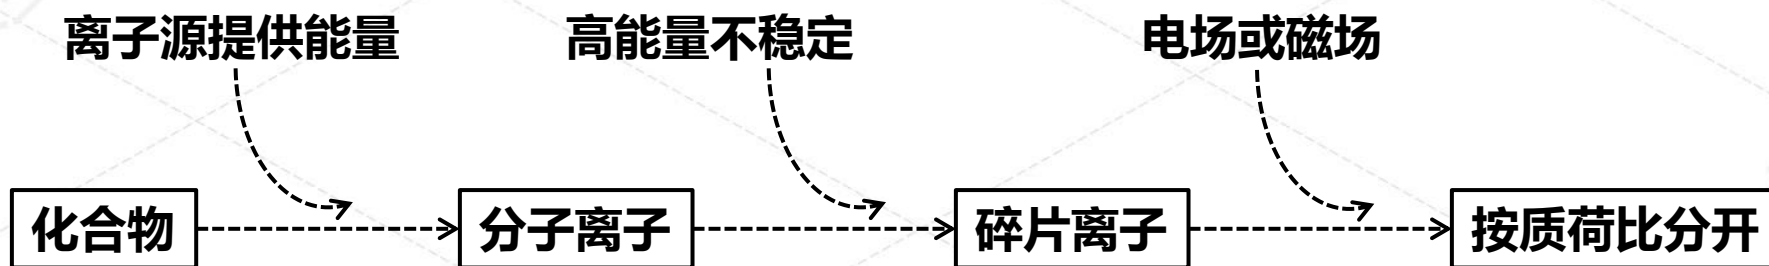 离子源提供能量
高能量不稳定
电场或磁场
化合物
分子离子
碎片离子
按质荷比分开